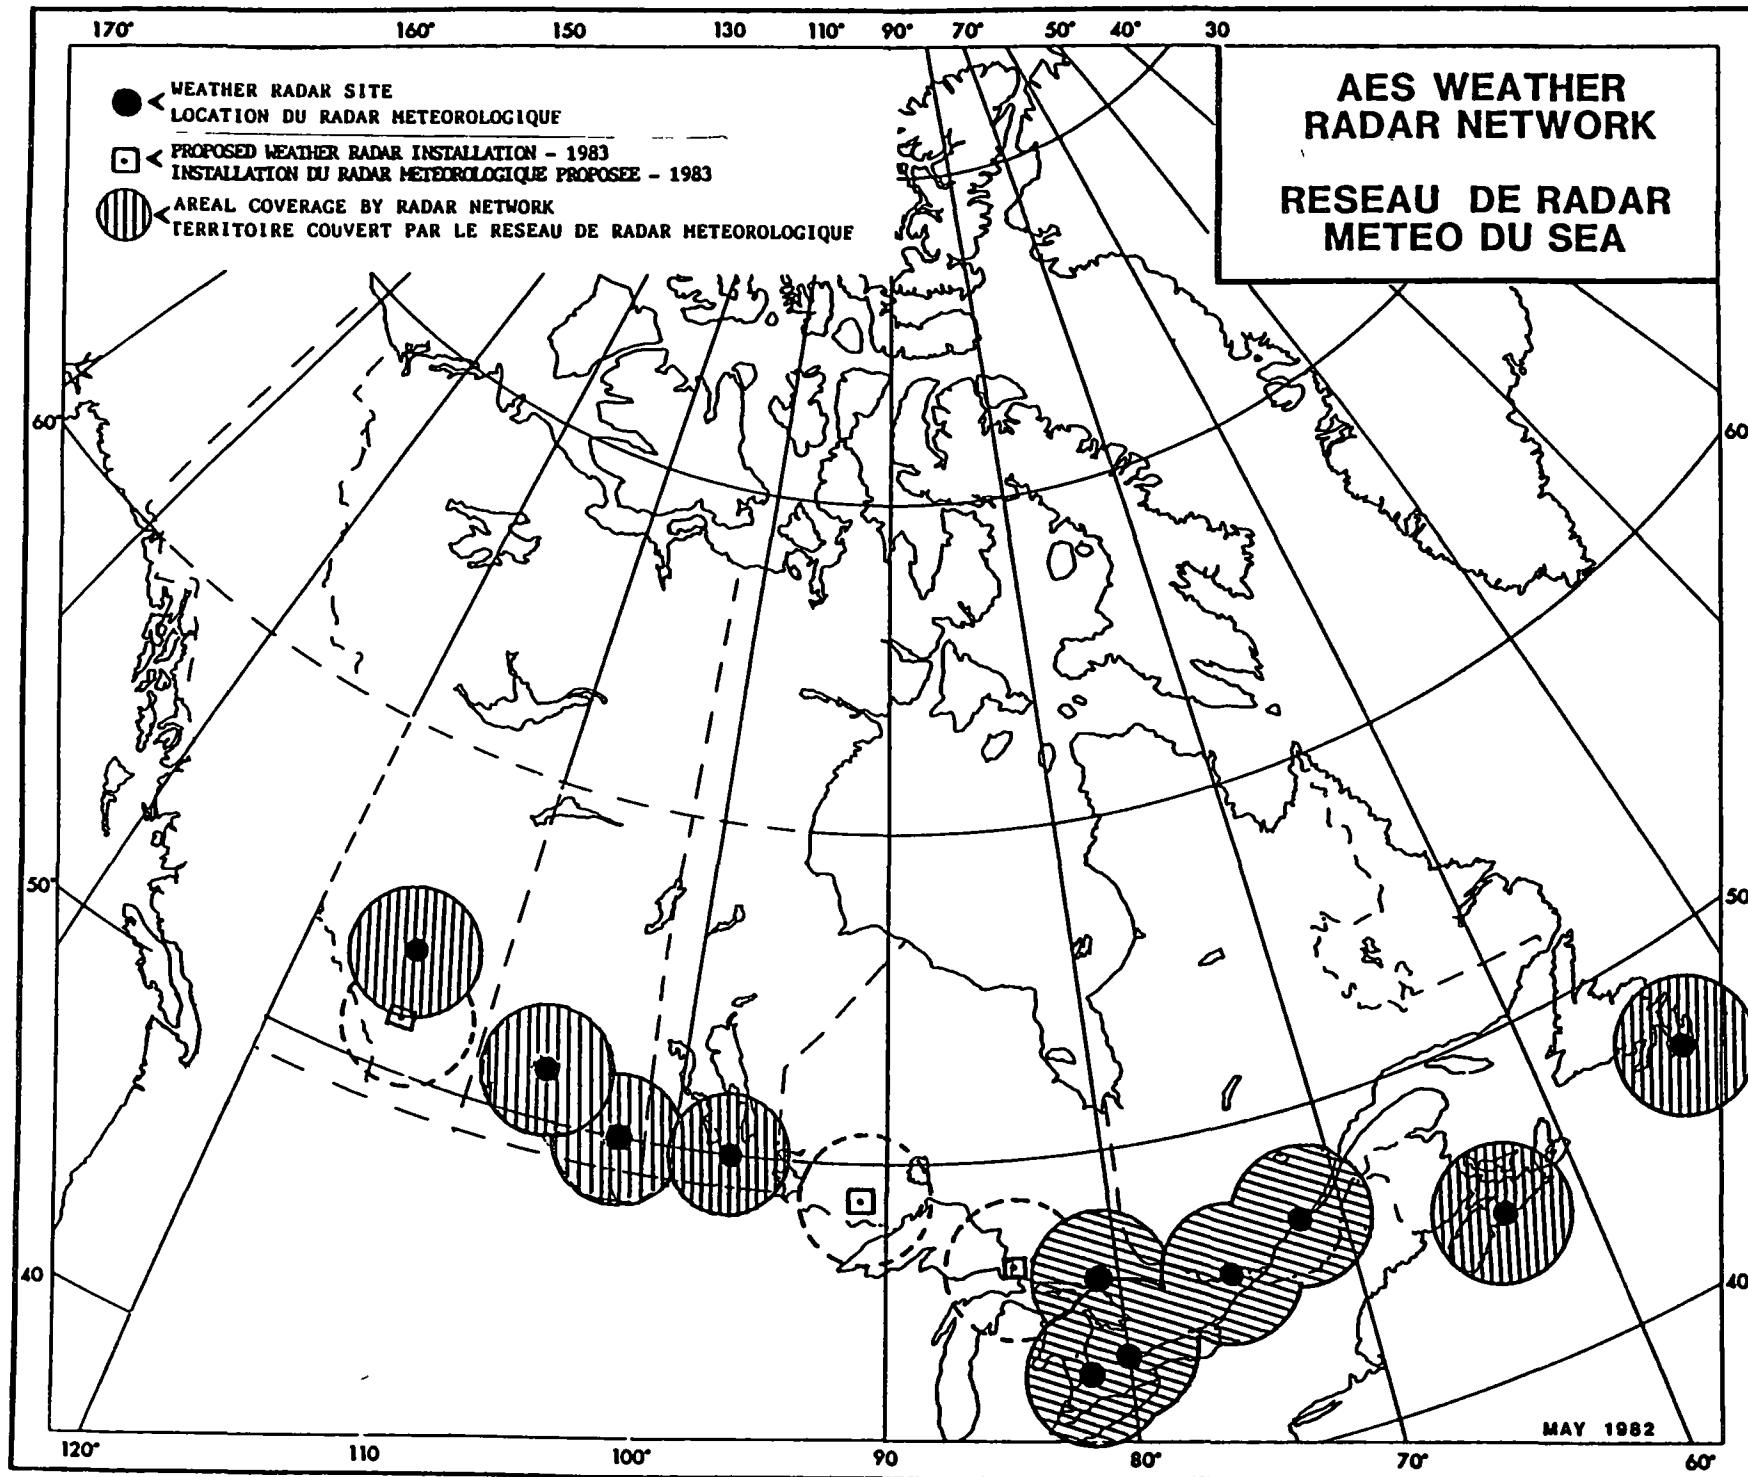 170° 160° 150 130 110° 90° 70° 50° 40° 30
WEATHER RADAR SITE
LOCATION DU RADAR METEOROLOGIQUE
PROPOSED WEATHER RADAR INSTALLATION - 1983
INSTALLATION DU RADAR METEOROLOGIQUE PROPOSEE - 1983
AREAL COVERAGE BY RADAR NETWORK
TERRITOIRE COUVERT PAR LE RESEAU DE RADAR METEOROLOGIQUE
AES WEATHER
RADAR NETWORK
RESEAU DE RADAR
METEO DU SEA
60° 60
50° 50
40 40
MAY 1982
120° 110 100° 90 80° 70° 60°